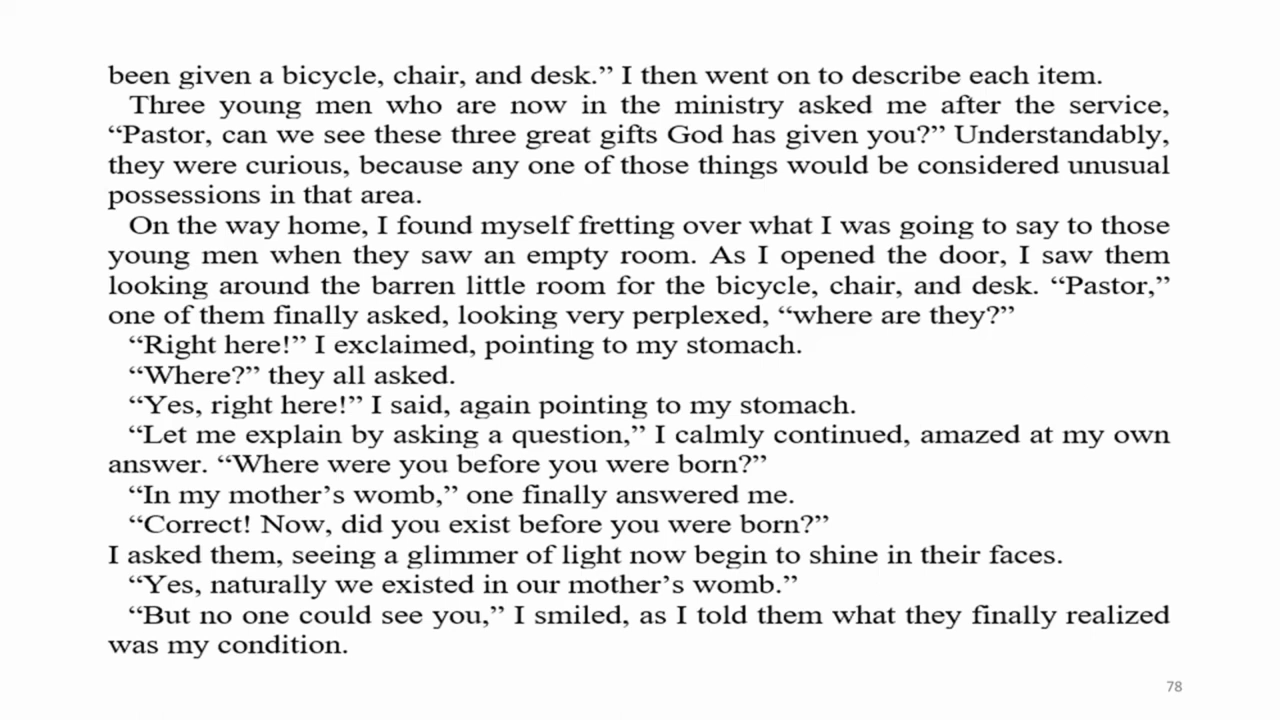 been given a bicycle, chair, and desk.” I then went on to describe each item.
Three young men who are now in the ministry asked me after the service,
“Pastor, can we see these three great gifts God has given you?” Understandably,
they were curious, because any one of those things would be considered unusual
possessions in that area.
On the way home, I found myself fretting over what I was going to say to those
young men when they saw an empty room. As I opened the door, I saw them
looking around the barren little room for the bicycle, chair, and desk. “Pastor,”
one of them finally asked, looking very perplexed, “where are they?”
“Right here!” I exclaimed, pointing to my stomach.
“Where?” they all asked.
“Yes, right here!” I said, again pointing to my stomach.
“Let me explain by asking a question,” I calmly continued, amazed at my own
answer. “Where were you before you were born?”
“In my mother’s womb,” one finally answered me.
“Correct! Now, did you exist before you were born?”
I asked them, seeing a glimmer of light now begin to shine in their faces.
“Yes, naturally we existed in our mother’s womb.”
“But no one could see you,” I smiled, as I told them what they finally realized
was my condition.
78